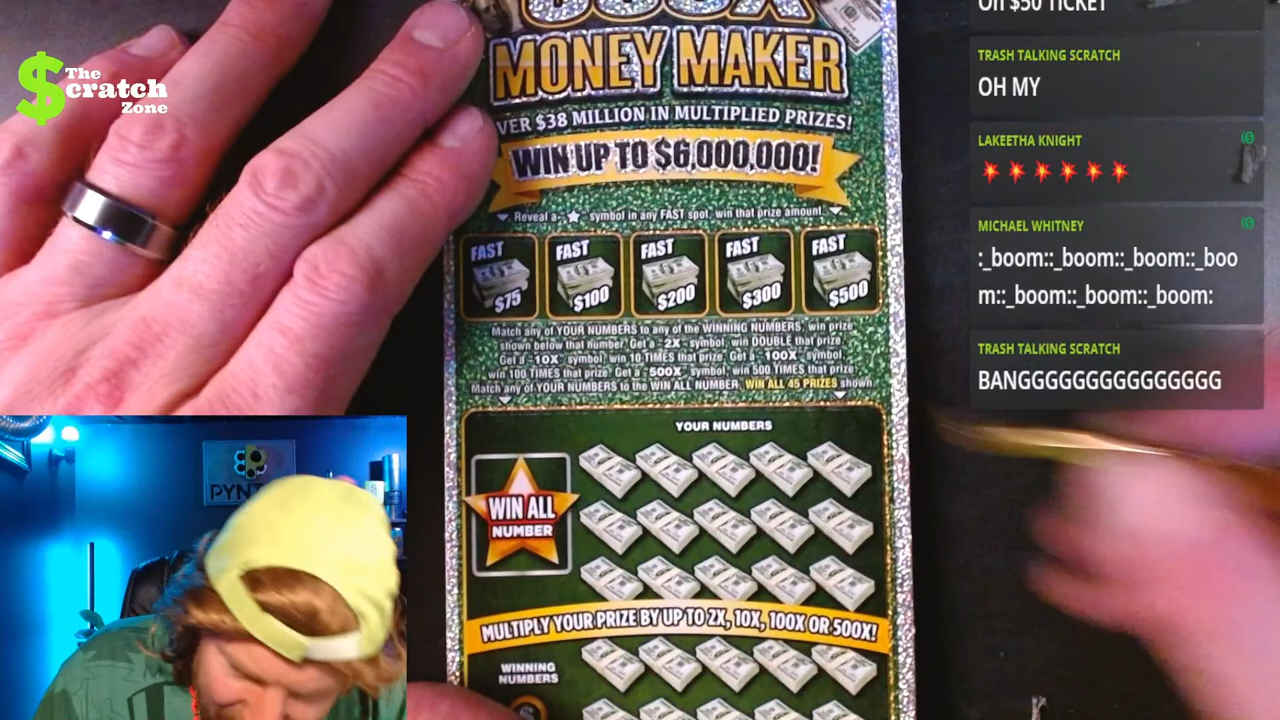 The
$cratch
Zone
500X
MONEY MAKER
VER $38 MILLION IN MULTIPLIED PRIZES!
WIN UP TO $6,000,000!
Reveal a symbol in any FAST spot, win that prize amount.
FAST $75
FAST $100
FAST $200
FAST $300
FAST $500
Match any of YOUR NUMBERS to any of the WINNING NUMBERS, win prize
shown below that number. Get a "2X" symbol, win DOUBLE that prize.
Get a "10X" symbol, win 10 TIMES that prize. Get a "100X" symbol,
win 100 TIMES that prize. Get a "500X" symbol, win 500 TIMES that prize.
Match any of YOUR NUMBERS to the WIN ALL NUMBER, WIN ALL 45 PRIZES shown.
YOUR NUMBERS
WIN ALL
NUMBER
MULTIPLY YOUR PRIZE BY UP TO 2X, 10X, 100X OR 500X!
WINNING
NUMBERS
PYNT
On $50 TICKET
TRASH TALKING SCRATCH
OH MY
LAKEETHA KNIGHT
MICHAEL WHITNEY
:_boom::_boom::_boom::_boo
m::_boom::_boom::_boom:
TRASH TALKING SCRATCH
BANGGGGGGGGGGGGGGG